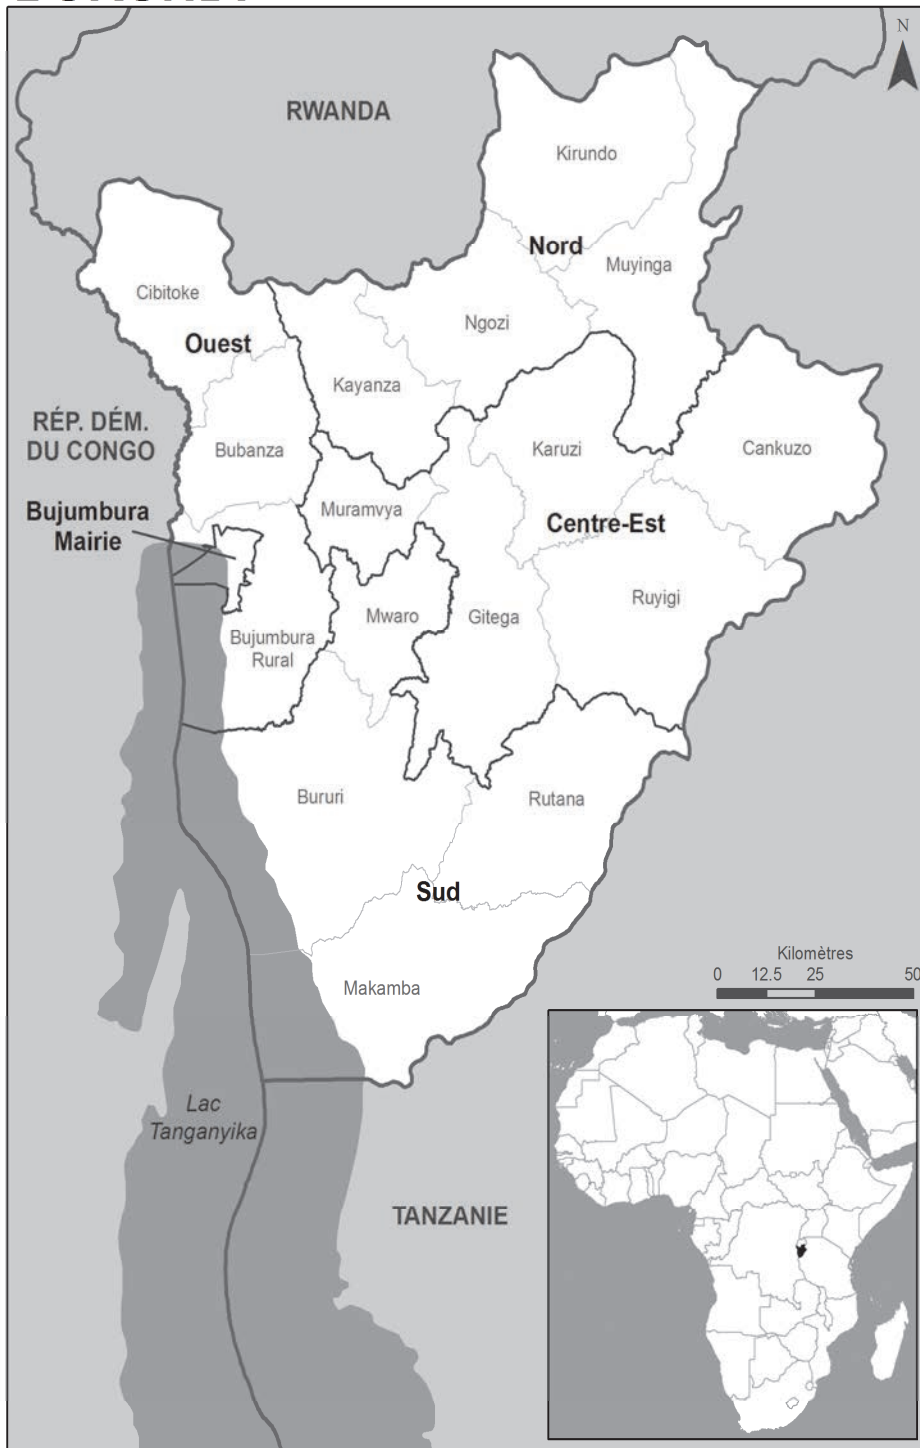 N
RWANDA
Kirundo
Nord
Muyinga
Cibitoke
Ngozi
Ouest
Kayanza
RÉP. DÉM.
DU CONGO
Bubanza
Karuzi
Cankuzo
Muramvya
Bujumbura
Mairie
Centre-Est
Ruyigi
Mwaro
Gitega
Bujumbura
Rural
Bururi
Rutana
Sud
Makamba
Kilomètres
0 12.5 25 50
Lac
Tanganyika
TANZANIE